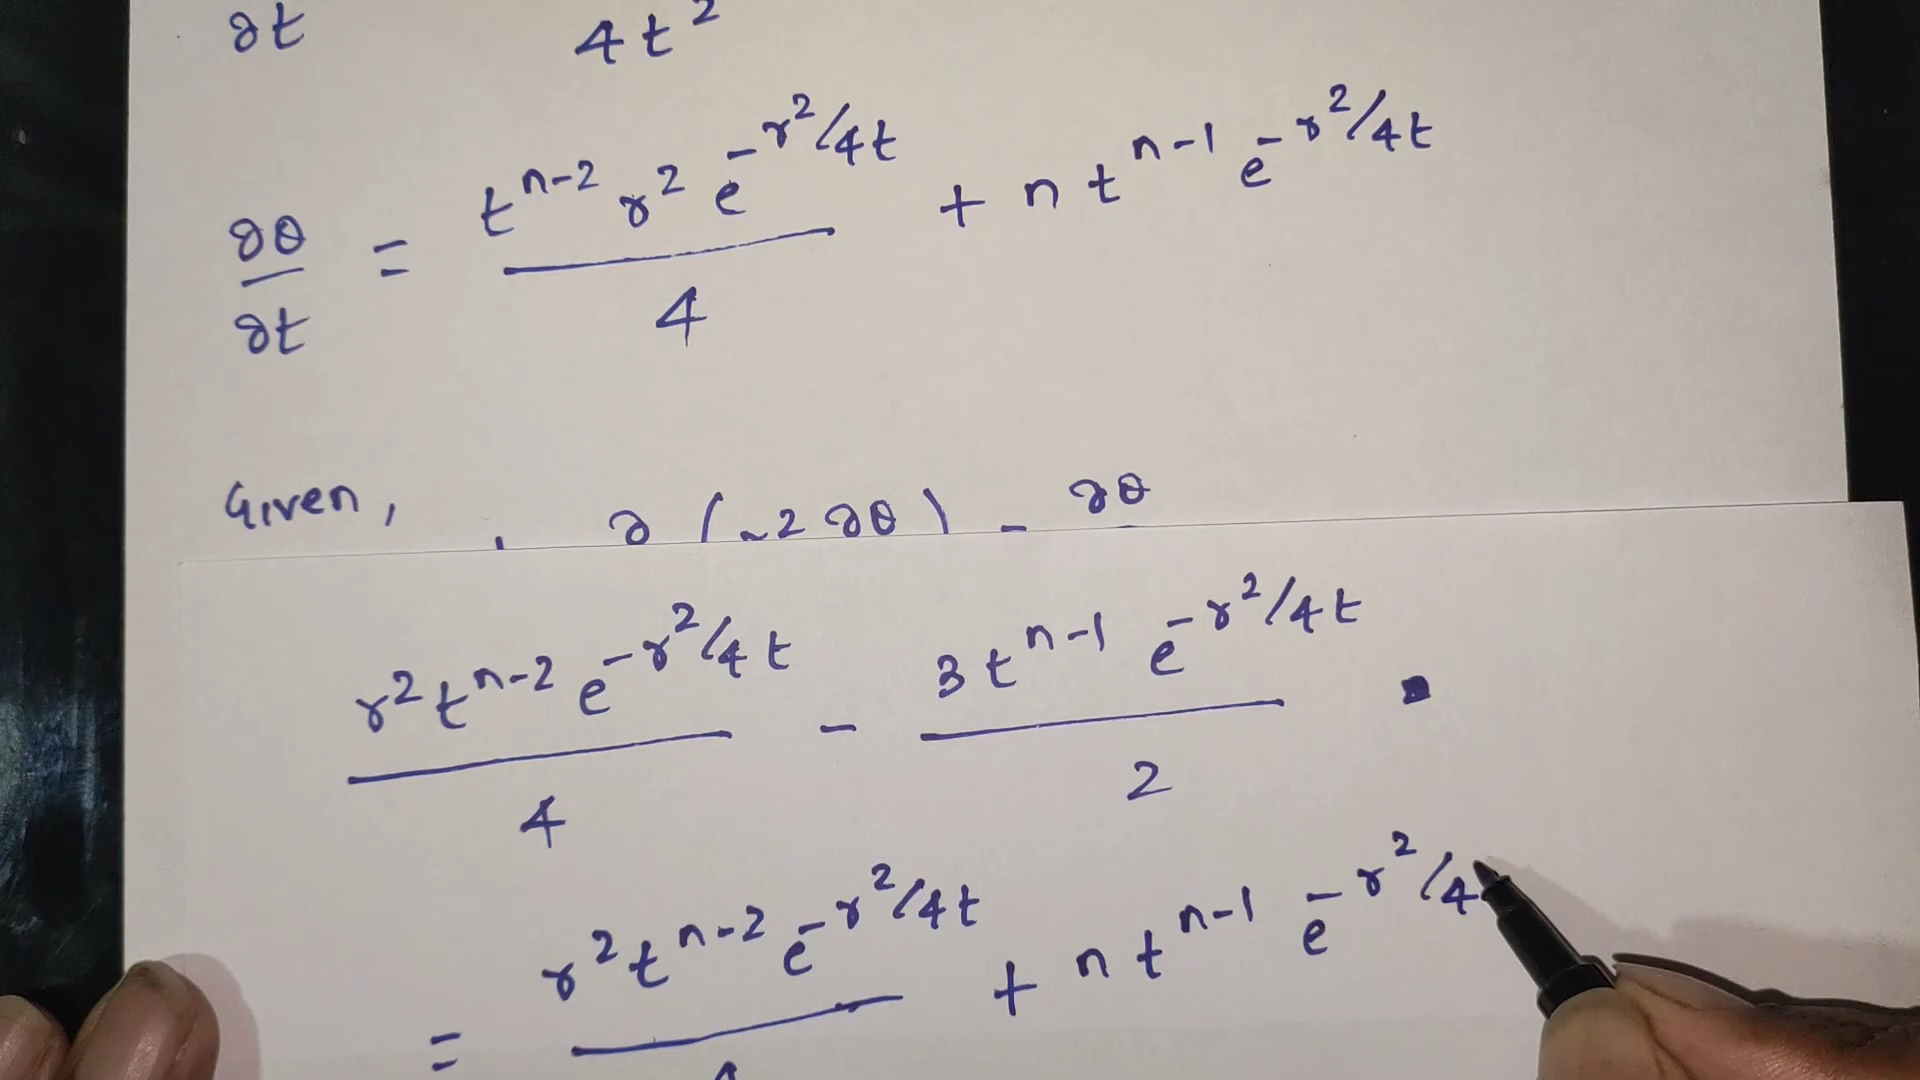 ∂t 4t²
∂θ/∂t = t^(n-2) r² e^(-r²/4t) / 4 + n t^(n-1) e^(-r²/4t)
Given,
∂ ( 2 ∂θ ) ∂θ
r² t^(n-2) e^(-r²/4t) / 4 - 3 t^(n-1) e^(-r²/4t) / 2
= r² t^(n-2) e^(-r²/4t) / + n t^(n-1) e^(-r²/4